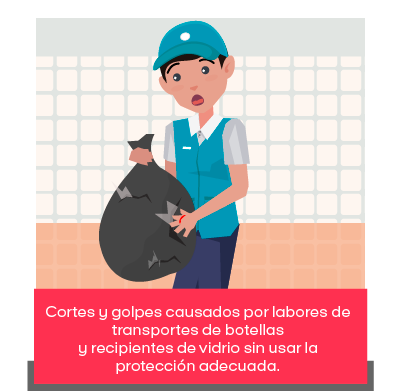 Cortes y golpes causados por labores de
transportes de botellas
y recipientes de vidrio sin usar la
protección adecuada.